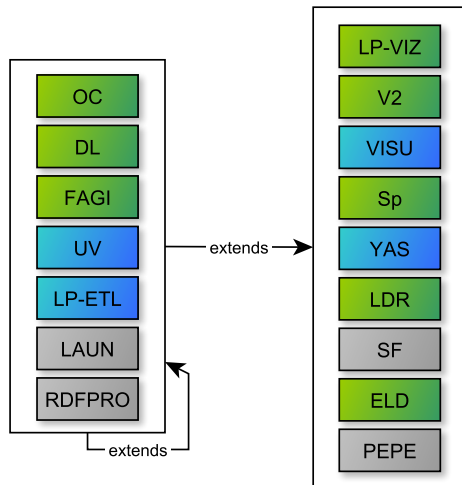 OC
DL
FAGI
UV
LP-ETL
LAUN
RDFPRO
extends
extends
LP-VIZ
V2
VISU
Sp
YAS
LDR
SF
ELD
PEPE